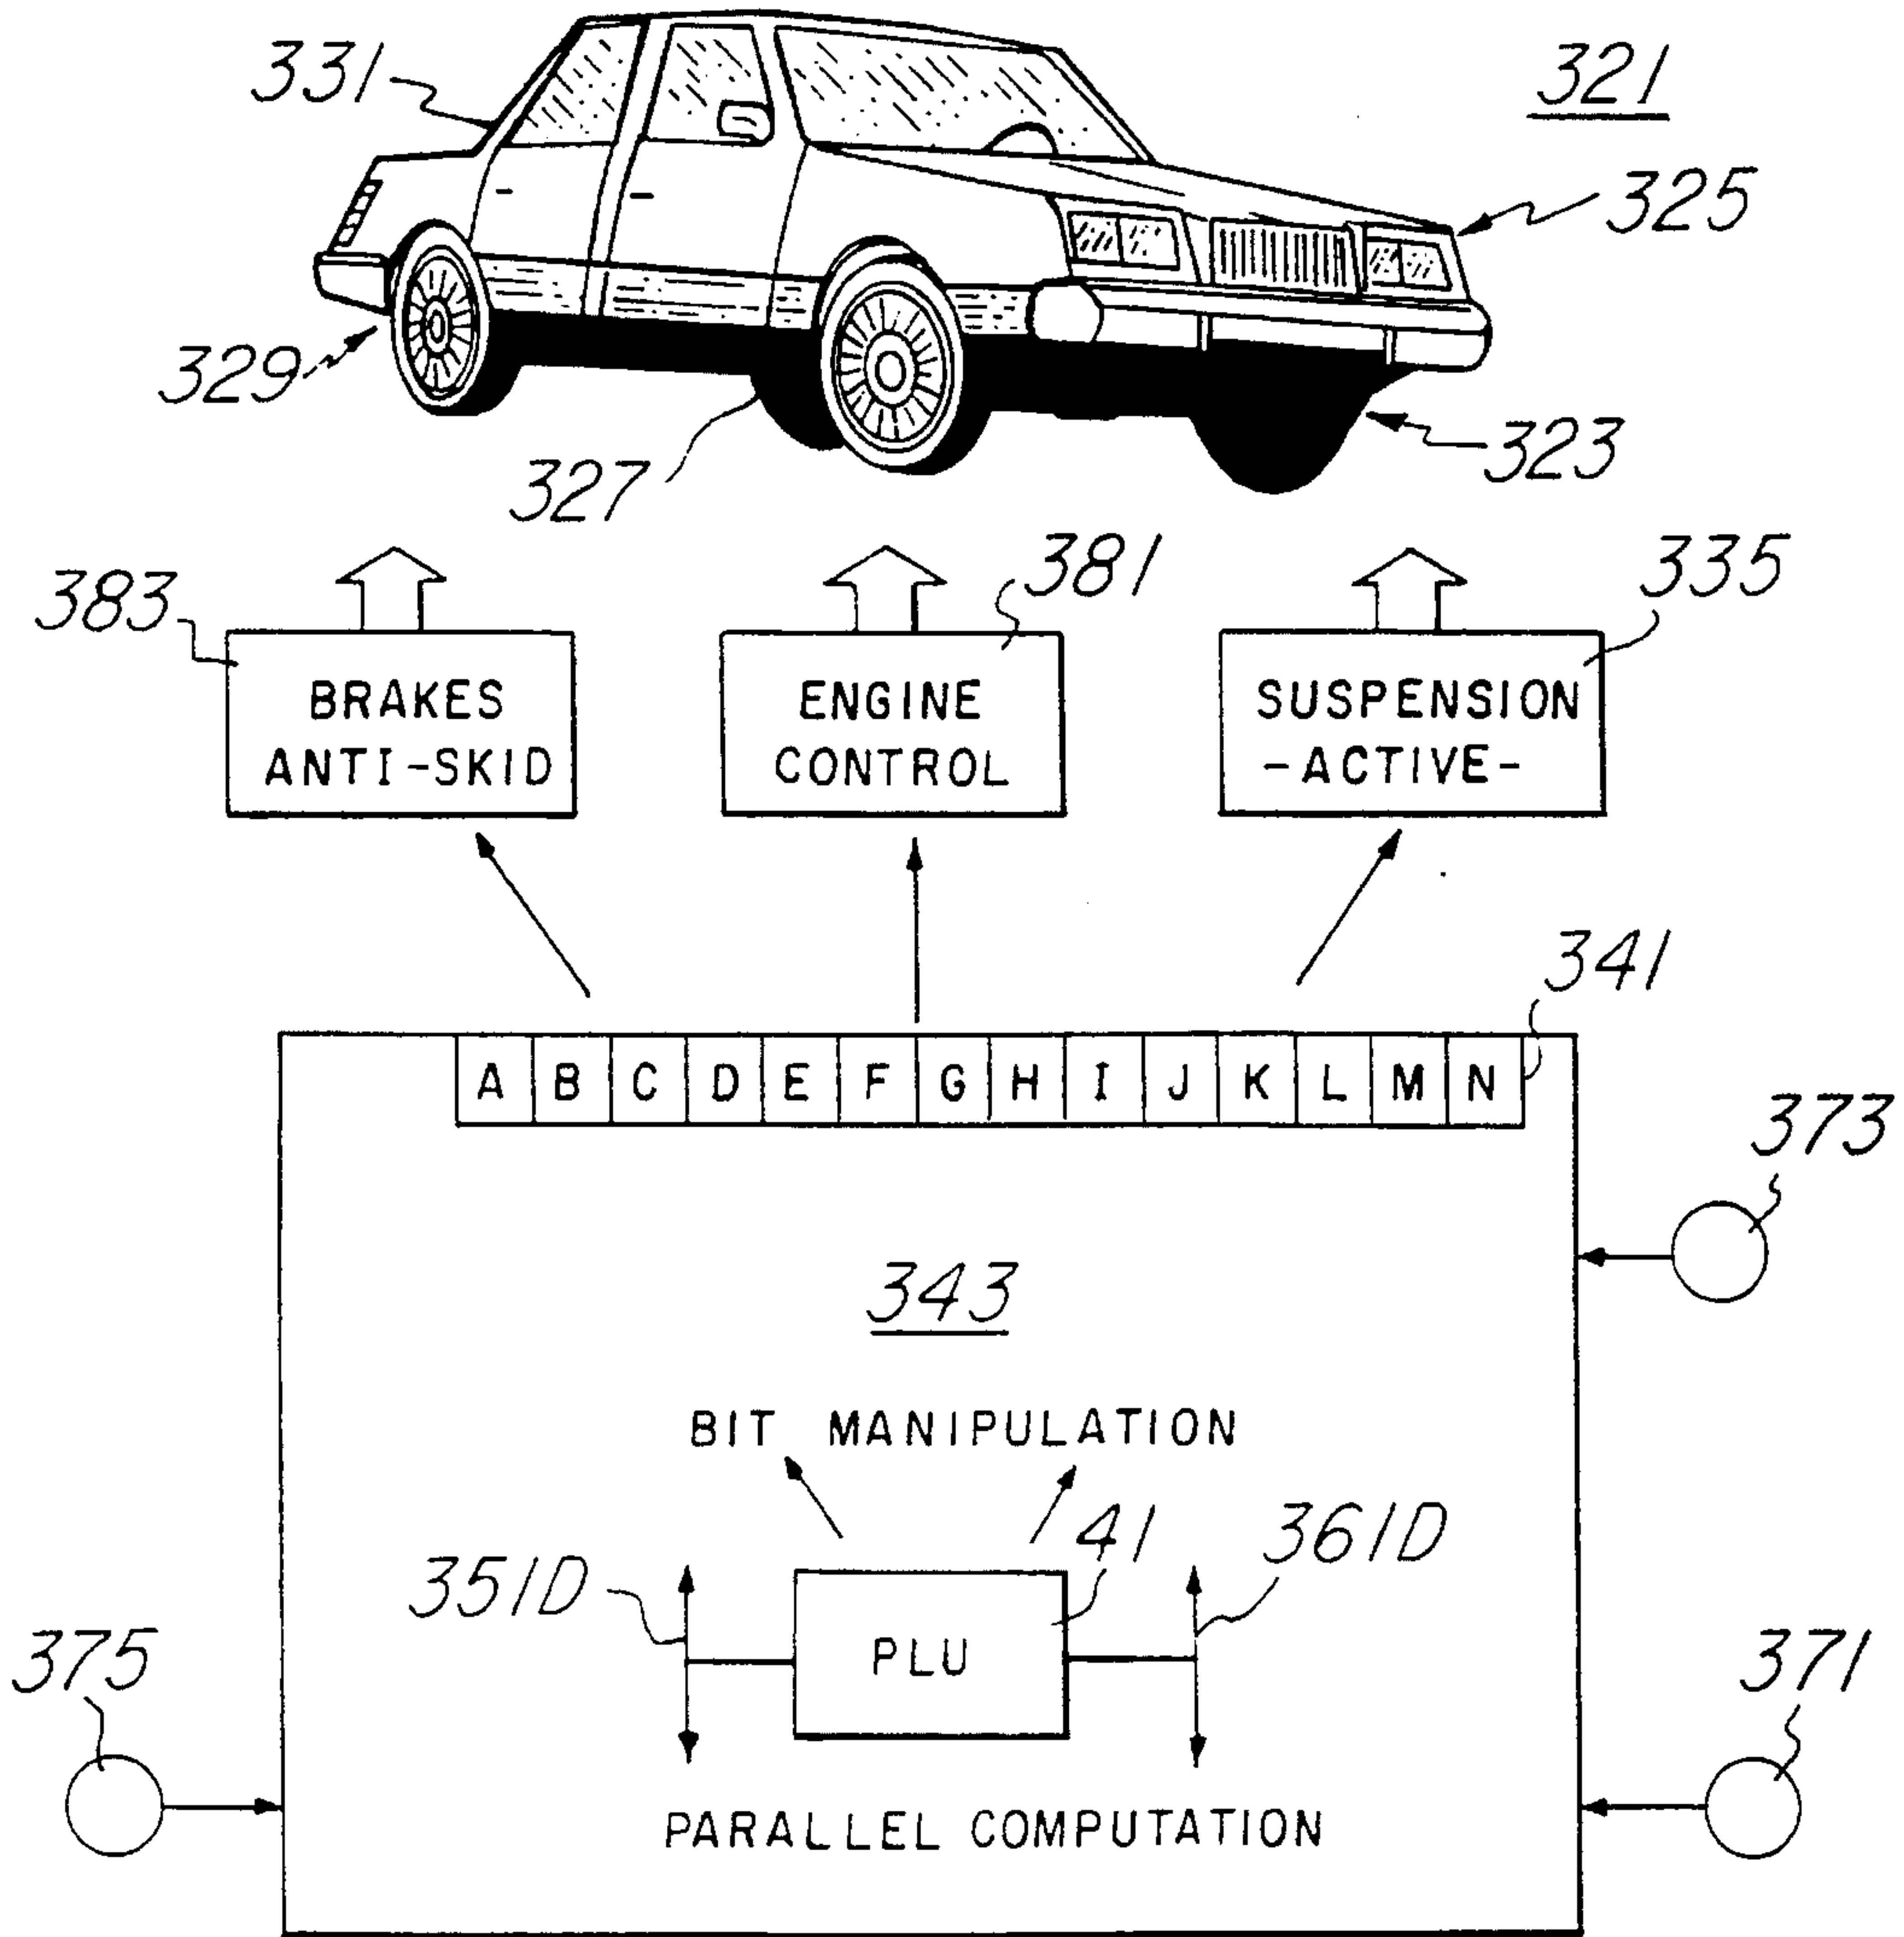 331
321
325
329
327
323
383
381
335
BRAKES
ANTI-SKID
ENGINE
CONTROL
SUSPENSION
-ACTIVE-
341
A B C D E F G H I J K L M N
373
343
BIT MANIPULATION
351D
41
361D
PLU
375
371
PARALLEL COMPUTATION